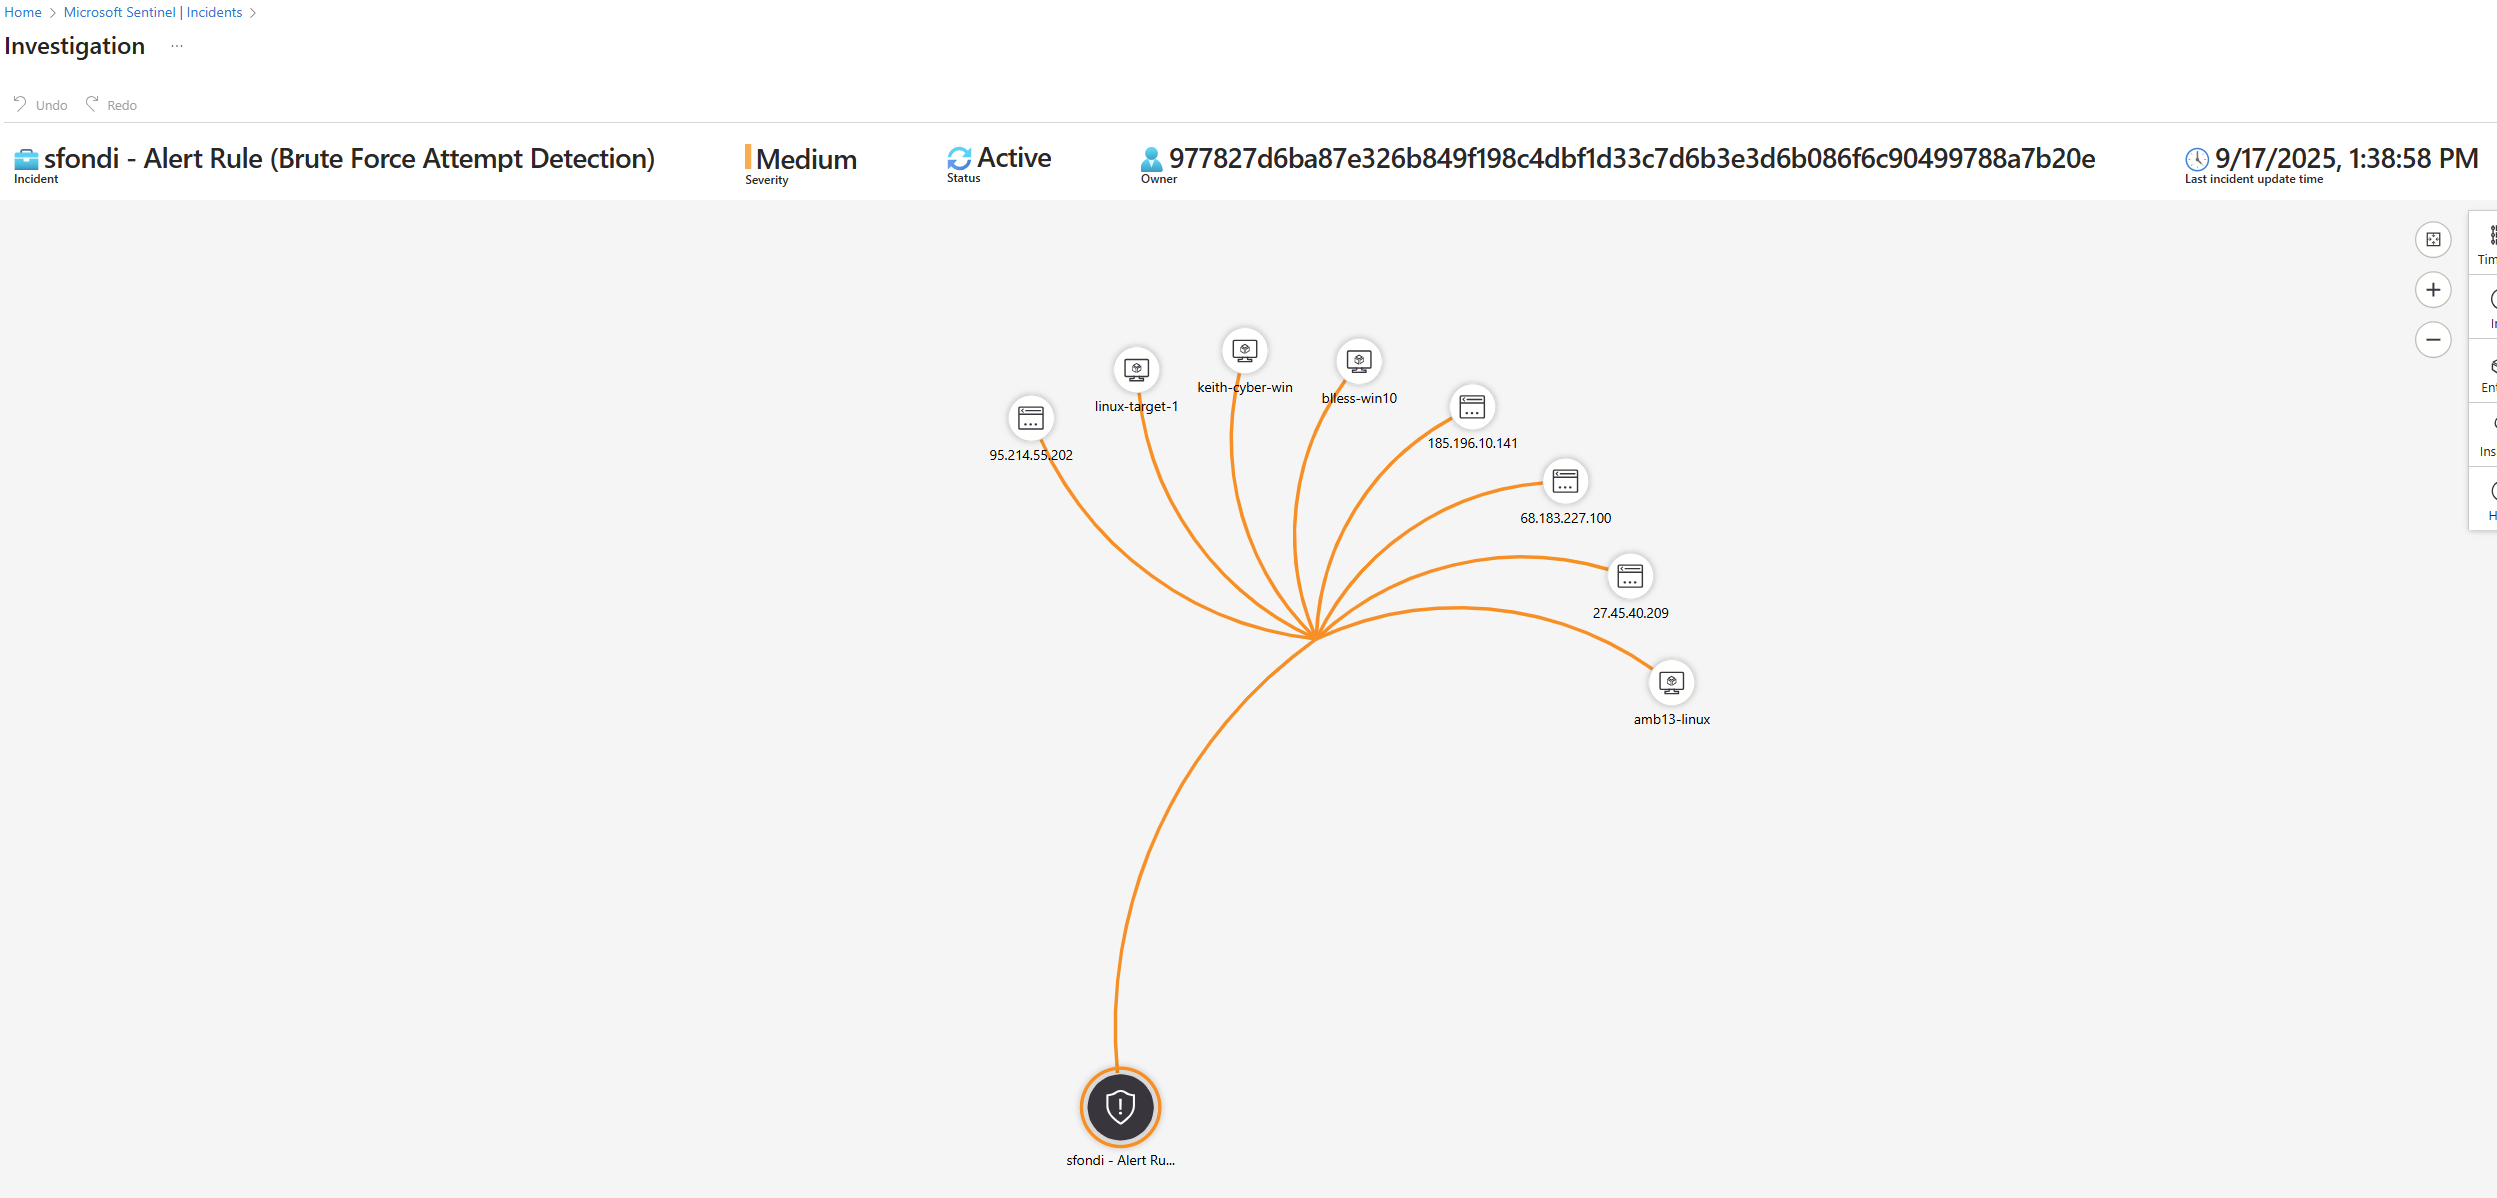 Home > Microsoft Sentinel | Incidents >
Investigation ...
Undo Redo
sfondi - Alert Rule (Brute Force Attempt Detection)
Incident
Medium
Severity
Active
Status
977827d6ba87e326b849f198c4dbf1d33c7d6b3e3d6b086f6c90499788a7b20e
Owner
9/17/2025, 1:38:58 PM
Last incident update time
Tim
In
Ent
Ins
H
keith-cyber-win
blless-win10
linux-target-1
185.196.10.141
95.214.55.202
68.183.227.100
27.45.40.209
amb13-linux
sfondi - Alert Ru...